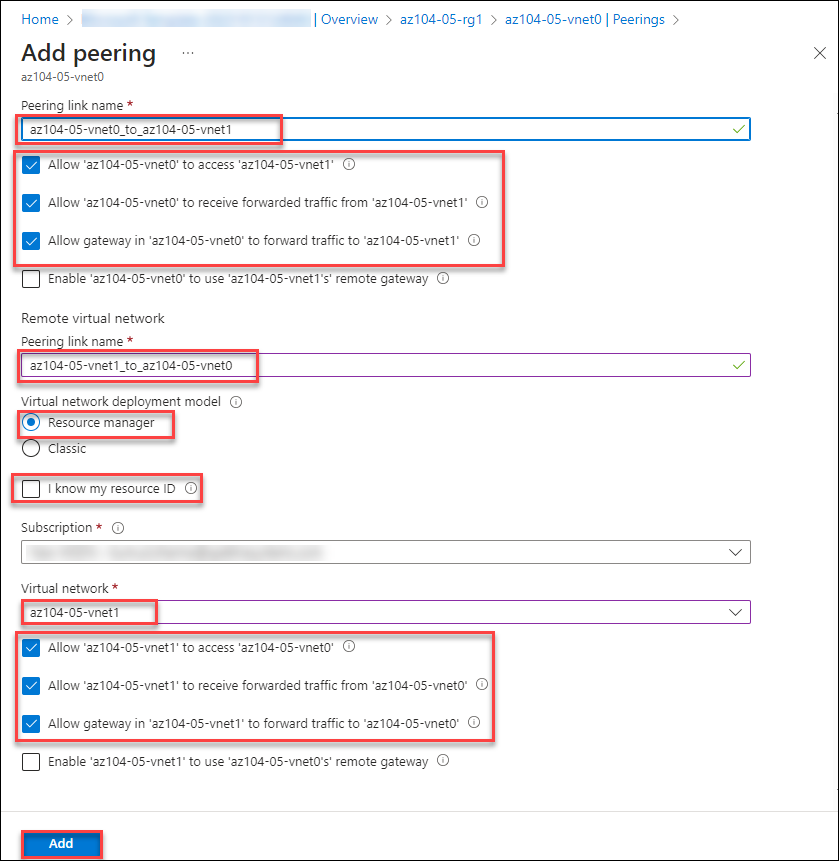 Home > | Overview > az104-05-rg1 > az104-05-vnet0 | Peerings >
Add peering ...
az104-05-vnet0
Peering link name *
az104-05-vnet0_to_az104-05-vnet1
Allow 'az104-05-vnet0' to access 'az104-05-vnet1'
Allow 'az104-05-vnet0' to receive forwarded traffic from 'az104-05-vnet1'
Allow gateway in 'az104-05-vnet0' to forward traffic to 'az104-05-vnet1'
Enable 'az104-05-vnet0' to use 'az104-05-vnet1's' remote gateway
Remote virtual network
Peering link name *
az104-05-vnet1_to_az104-05-vnet0
Virtual network deployment model
Resource manager
Classic
I know my resource ID
Subscription *
Virtual network *
az104-05-vnet1
Allow 'az104-05-vnet1' to access 'az104-05-vnet0'
Allow 'az104-05-vnet1' to receive forwarded traffic from 'az104-05-vnet0'
Allow gateway in 'az104-05-vnet1' to forward traffic to 'az104-05-vnet0'
Enable 'az104-05-vnet1' to use 'az104-05-vnet0's' remote gateway
Add